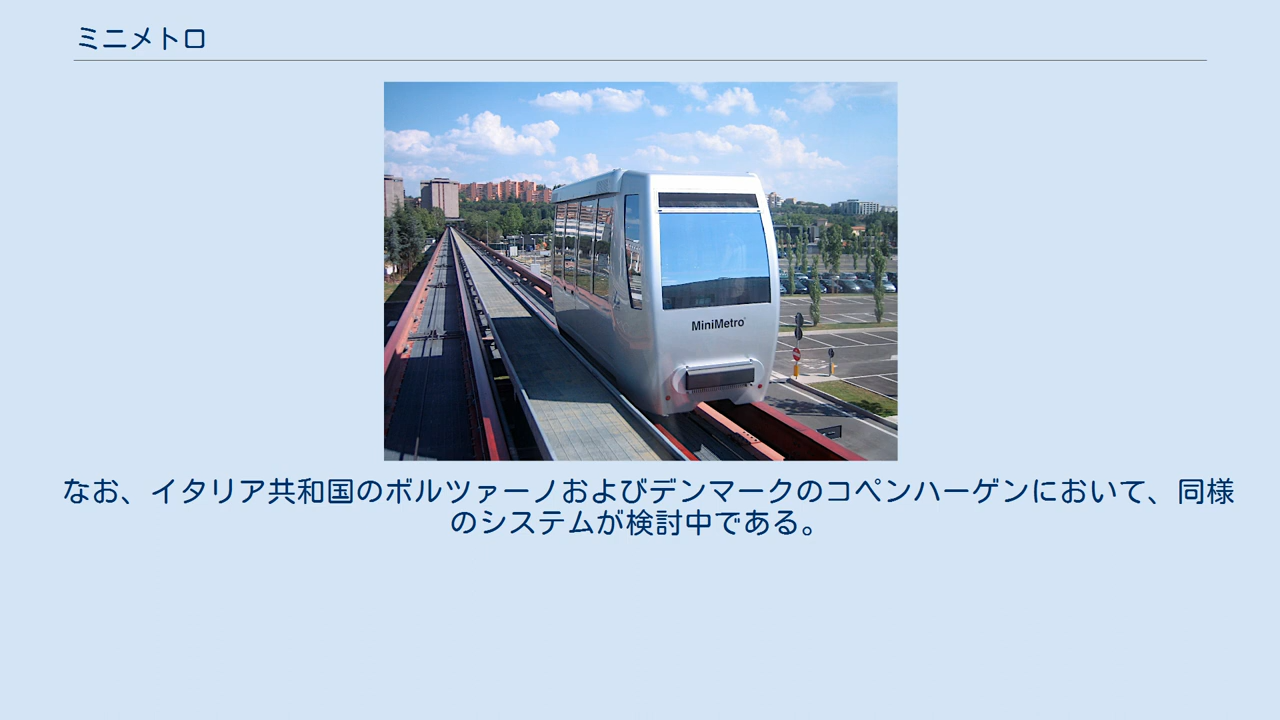 ミニメトロ
MiniMetro
なお、イタリア共和国のボルツァーノおよびデンマークのコペンハーゲンにおいて、同様
のシステムが検討中である。